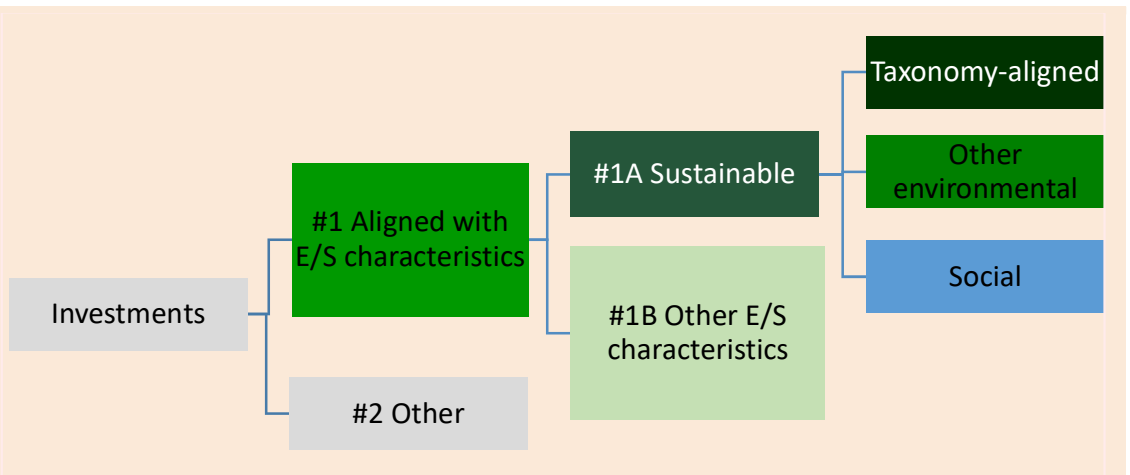 Investments
#1 Aligned with
E/S characteristics
#2 Other
#1A Sustainable
#1B Other E/S
characteristics
Taxonomy-aligned
Other
environmental
Social